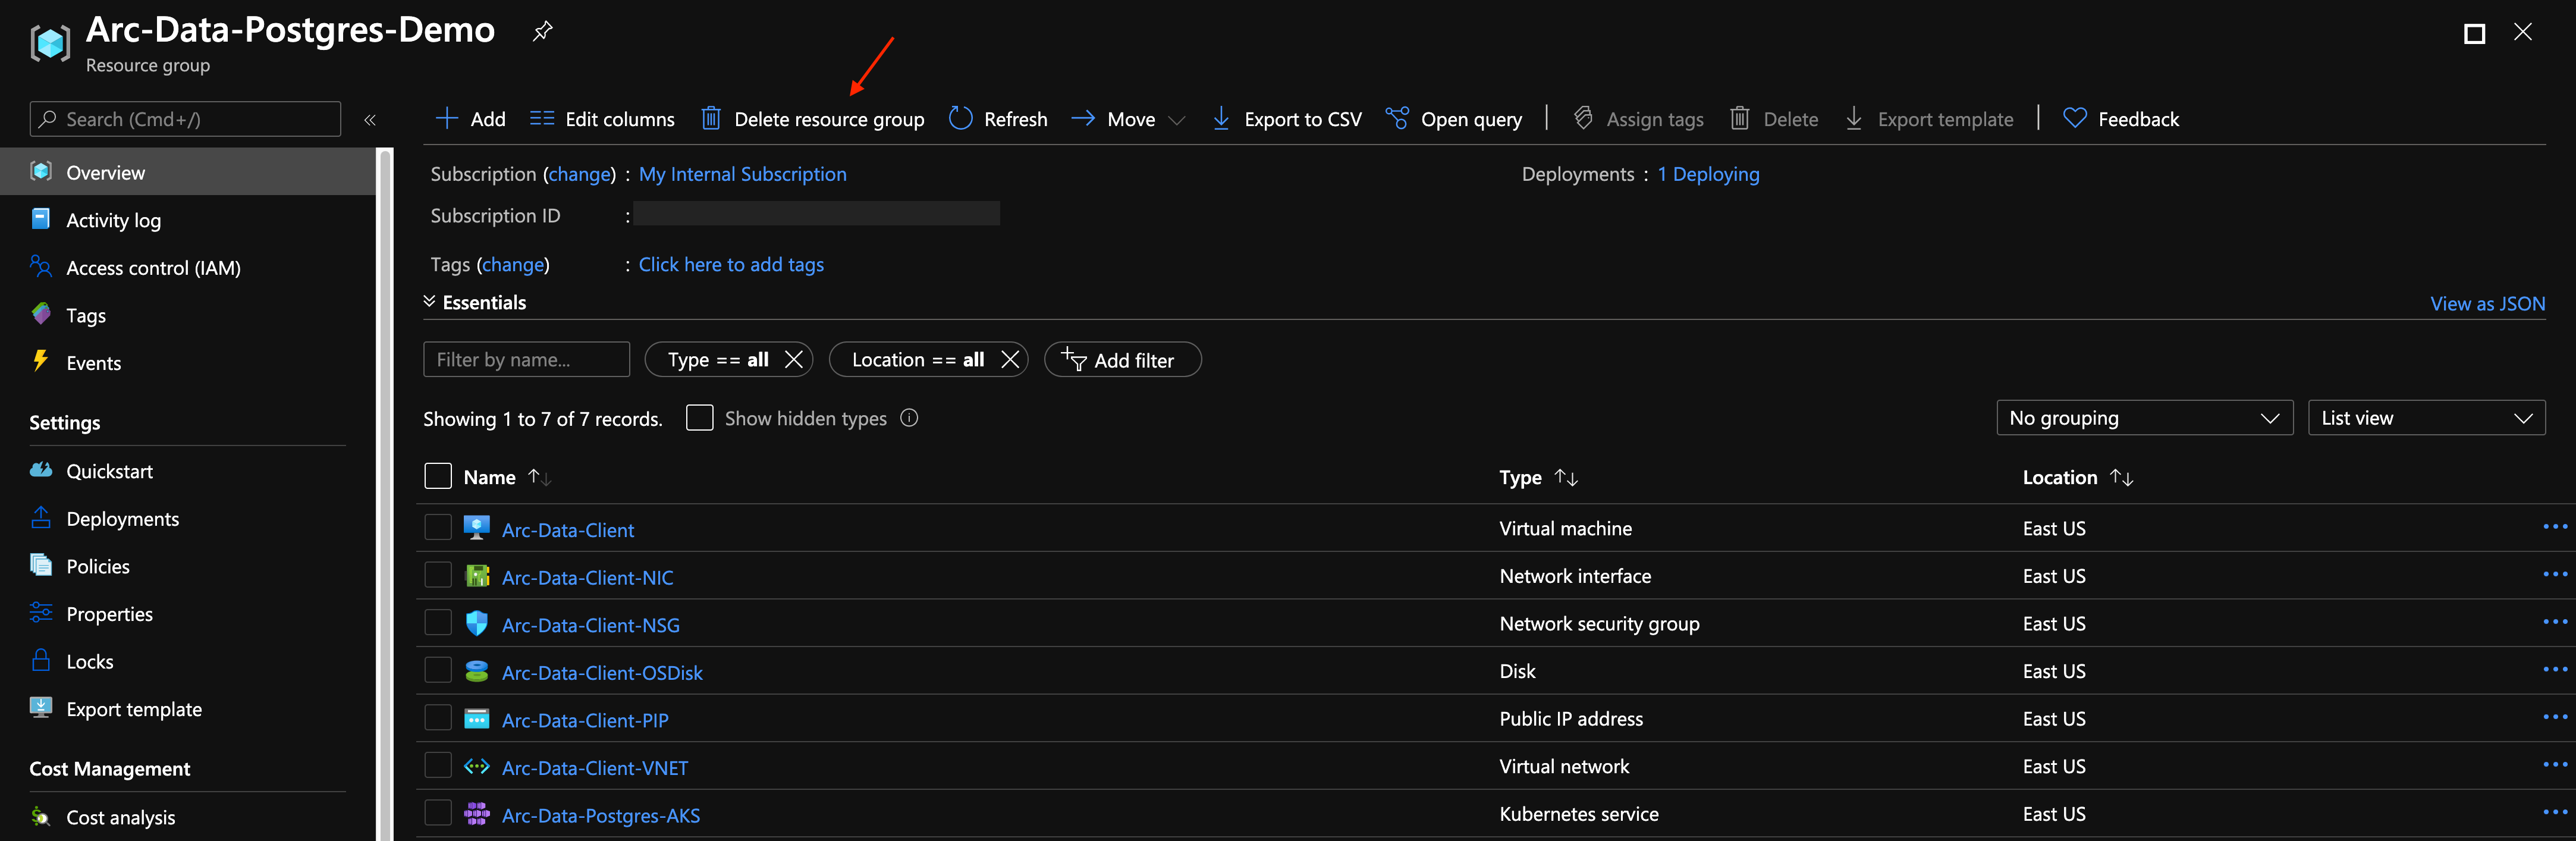 Arc-Data-Postgres-Demo
Resource group
Search (Cmd+/)
«
Add
Edit columns
Delete resource group
Refresh
Move
Export to CSV
Open query
Assign tags
Delete
Export template
Feedback
Overview
Activity log
Access control (IAM)
Tags
Events
Settings
Quickstart
Deployments
Policies
Properties
Locks
Export template
Cost Management
Cost analysis
Subscription (change) : My Internal Subscription
Deployments : 1 Deploying
Subscription ID :
Tags (change) : Click here to add tags
Essentials
View as JSON
Filter by name...
Type == all
Location == all
Add filter
Showing 1 to 7 of 7 records.
Show hidden types
No grouping
List view
Name Type Location
Arc-Data-Client Virtual machine East US
Arc-Data-Client-NIC Network interface East US
Arc-Data-Client-NSG Network security group East US
Arc-Data-Client-OSDisk Disk East US
Arc-Data-Client-PIP Public IP address East US
Arc-Data-Client-VNET Virtual network East US
Arc-Data-Postgres-AKS Kubernetes service East US